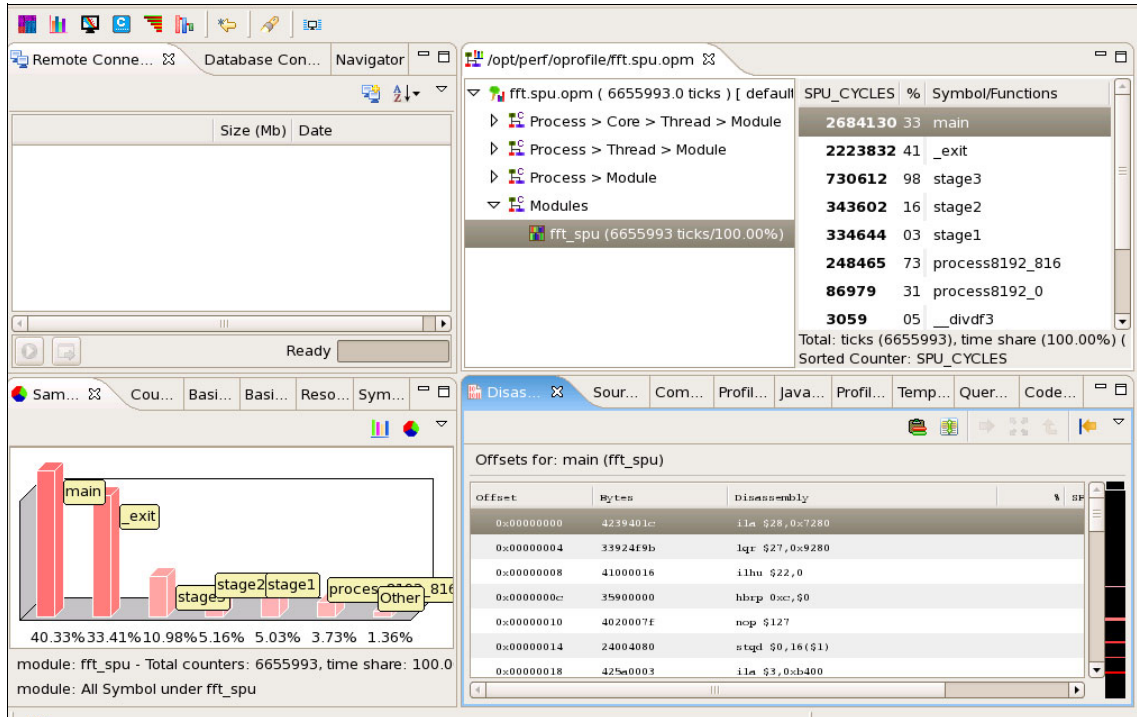 Remote Conne... Database Con... Navigator
Size (Mb) Date
Ready
/opt/perf/oprofile/fft.spu.opm
fft.spu.opm ( 6655993.0 ticks ) [ default
Process > Core > Thread > Module
Process > Thread > Module
Process > Module
Modules
fft_spu (6655993 ticks/100.00%)
SPU_CYCLES % Symbol/Functions
2684130 33 main
2223832 41 _exit
730612 98 stage3
343602 16 stage2
334644 03 stage1
248465 73 process8192_816
86979 31 process8192_0
3059 05 __divdf3
Total: ticks (6655993), time share (100.00%) (
Sorted Counter: SPU_CYCLES
Sam... Cou... Basi... Basi... Reso... Sym...
main
_exit
stage3
stage2
stage1
816
Other
40.33% 33.41% 10.98% 5.16% 5.03% 3.73% 1.36%
module: fft_spu - Total counters: 6655993, time share: 100.0
module: All Symbol under fft_spu
Disas... Sour... Com... Profil... Java... Profil... Temp... Quer... Code...
Offsets for: main (fft_spu)
Offset Bytes Disassembly % SP
0x00000000 4239401c ila $28,0x7280
0x00000004 33924f9b lqr $27,0x9280
0x00000008 41000016 ilhu $22,0
0x0000000c 35900000 hbrp 0xc,$0
0x00000010 4020007f nop $127
0x00000014 24004080 stqd $0,16($1)
0x00000018 425a0003 ila $3,0xb400